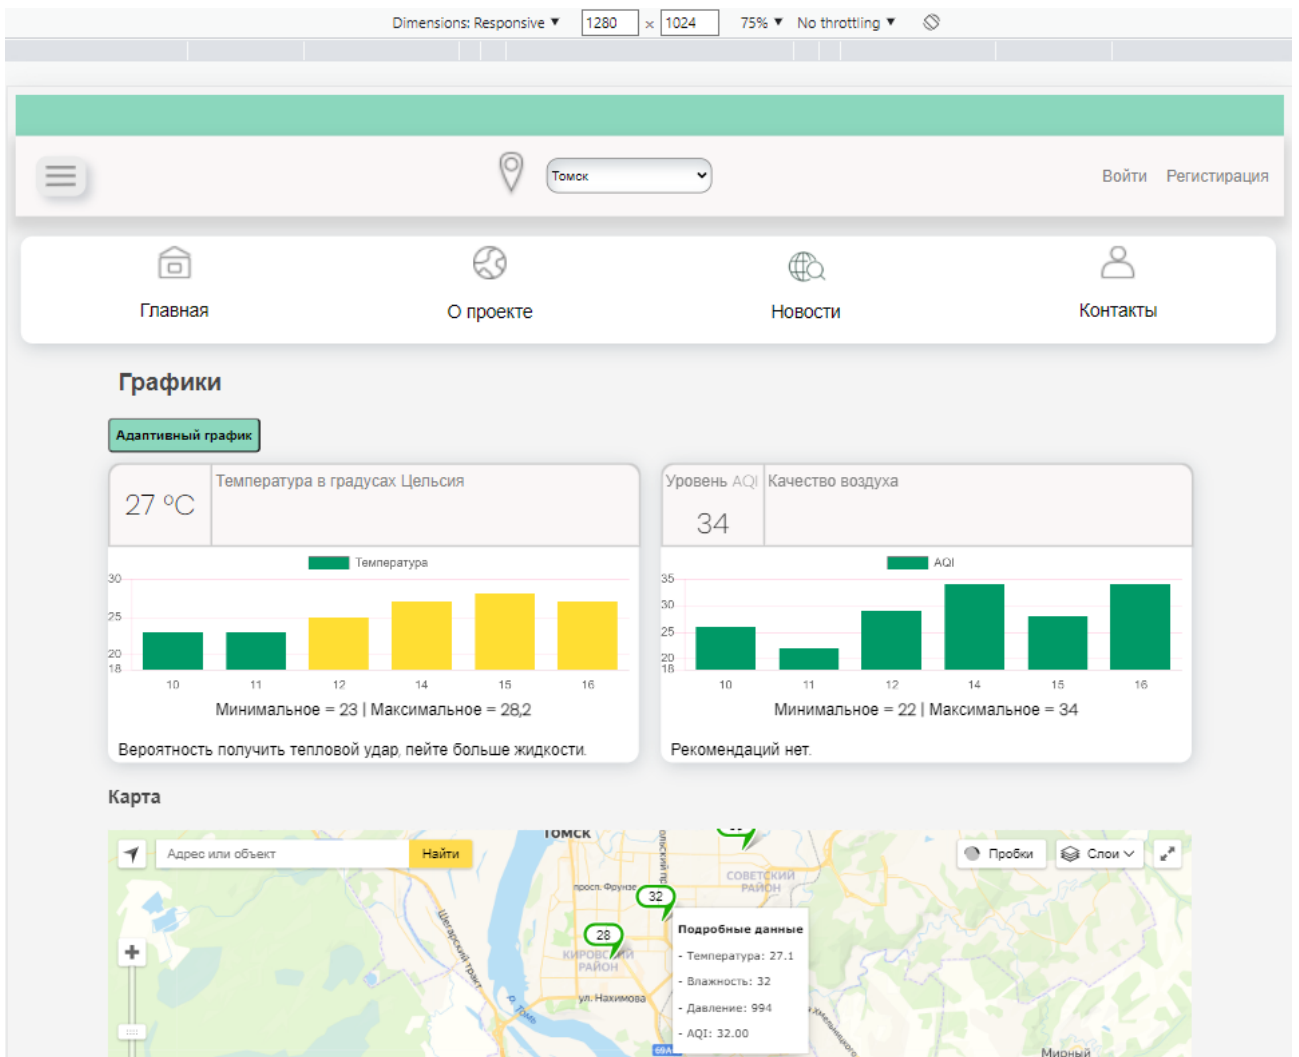 Dimensions: Responsive ▼ 1280 × 1024 75% ▼ No throttling ▼
Томск
Войти Регистирация
Главная О проекте Новости Контакты
Графики
Адаптивный график
27 °C
Температура в градусах Цельсия
Температура
30
25
20
18
10 11 12 14 15 16
Минимальное = 23 | Максимальное = 28,2
Вероятность получить тепловой удар, пейте больше жидкости.
Уровень AQI
34
Качество воздуха
AQI
35
30
25
20
18
10 11 12 14 15 16
Минимальное = 22 | Максимальное = 34
Рекомендаций нет.
Карта
Адрес или объект Найти
Пробки Слои
ТОМСК
СОВЕТСКИЙ
РАЙОН
просп. Фрунзе
32
28
КИРОВСКИЙ
РАЙОН
Шегарский тракт
р. Томь
ул. Нахимова
69А
Подробные данные
- Температура: 27.1
- Влажность: 32
- Давление: 994
- AQI: 32.00
Мирный